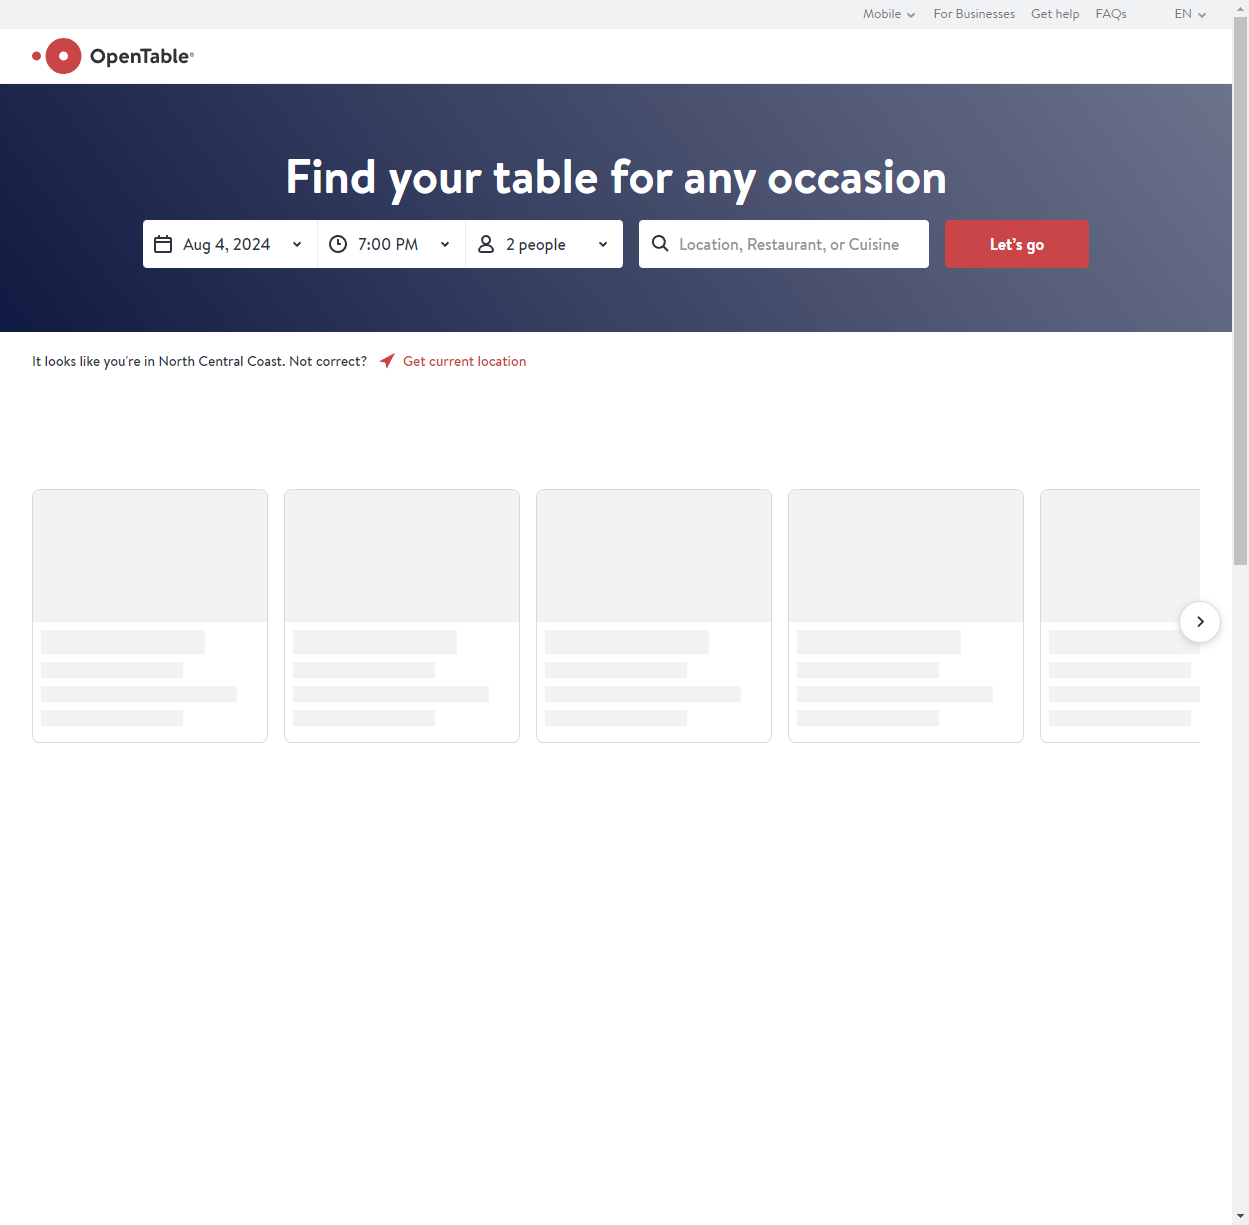 Mobile For Businesses Get help FAQs EN
OpenTable®
Find your table for any occasion
Aug 4, 2024 7:00 PM 2 people Location, Restaurant, or Cuisine Let's go
It looks like you're in North Central Coast. Not correct? Get current location